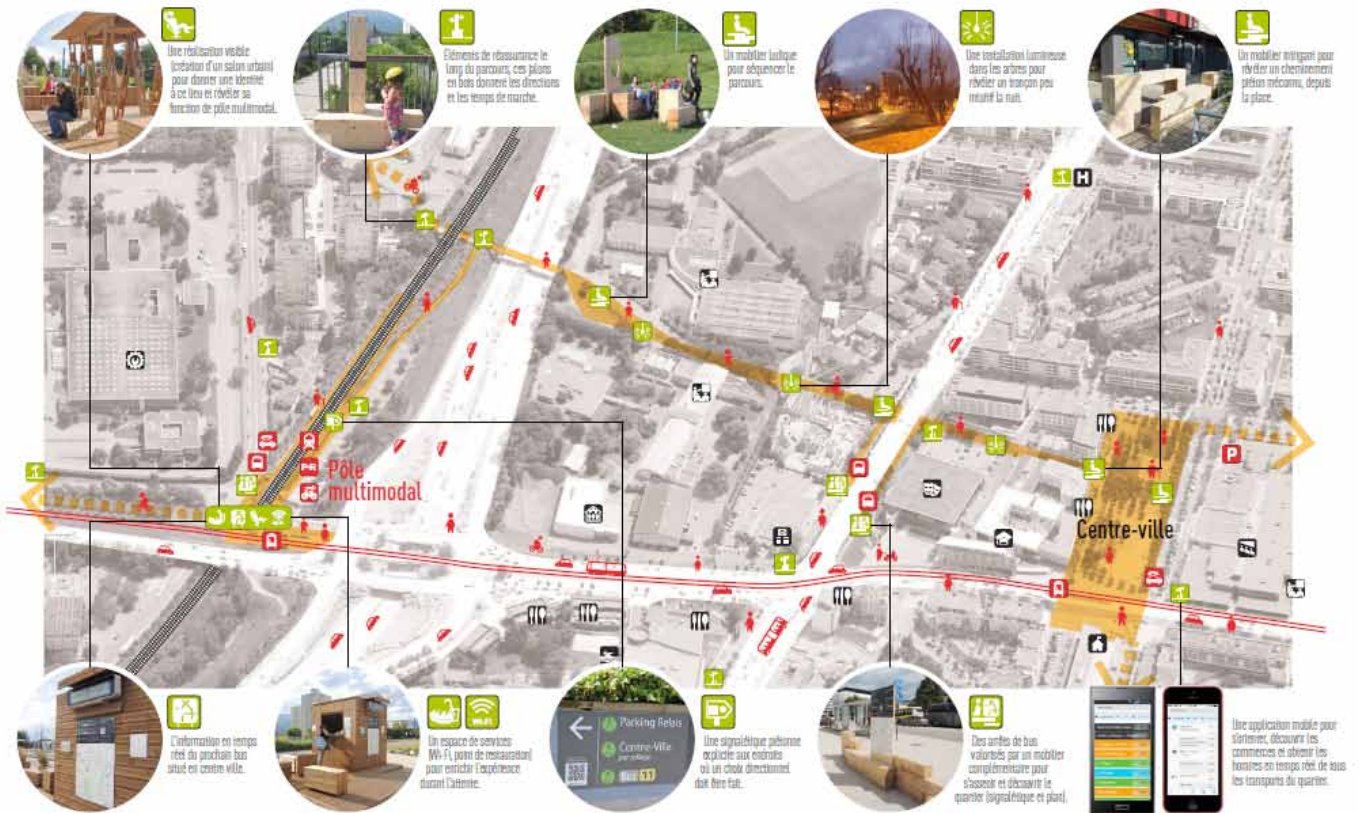 Une réalisation visible
(création d'un salon urbain)
pour donner une identité
à ce lieu et révéler sa
fonction de pôle multimodal.
Éléments de réassurance le
long du parcours, ces jalons
en bois donnent les directions
et les temps de marche.
Un mobilier ludique
pour séquencer le
parcours.
Une installation lumineuse
dans les arbres pour
révéler un tronçon peu
intuitif la nuit.
Un mobilier intrigant pour
révéler un cheminement
piéton méconnu, depuis
la place.
H
P+R
Pôle
multimodal
P
Centre-ville
L'information en temps
réel du prochain bus
situé en centre ville.
Wi-Fi
Un espace de services
(Wi-Fi, point de restauration)
pour enrichir l'expérience
durant l'attente.
Parking Relais
Centre-Ville
Bus 11
Une signalétique piétonne
explicite aux endroits
où un choix directionnel
doit être fait.
Des arrêts de bus
valorisés par un mobilier
complémentaire pour
s'asseoir et découvrir le
quartier (signalétique et plan).
Une application mobile pour
s'orienter, découvrir les
commerces et obtenir les
horaires en temps réel de tous
les transports du quartier.